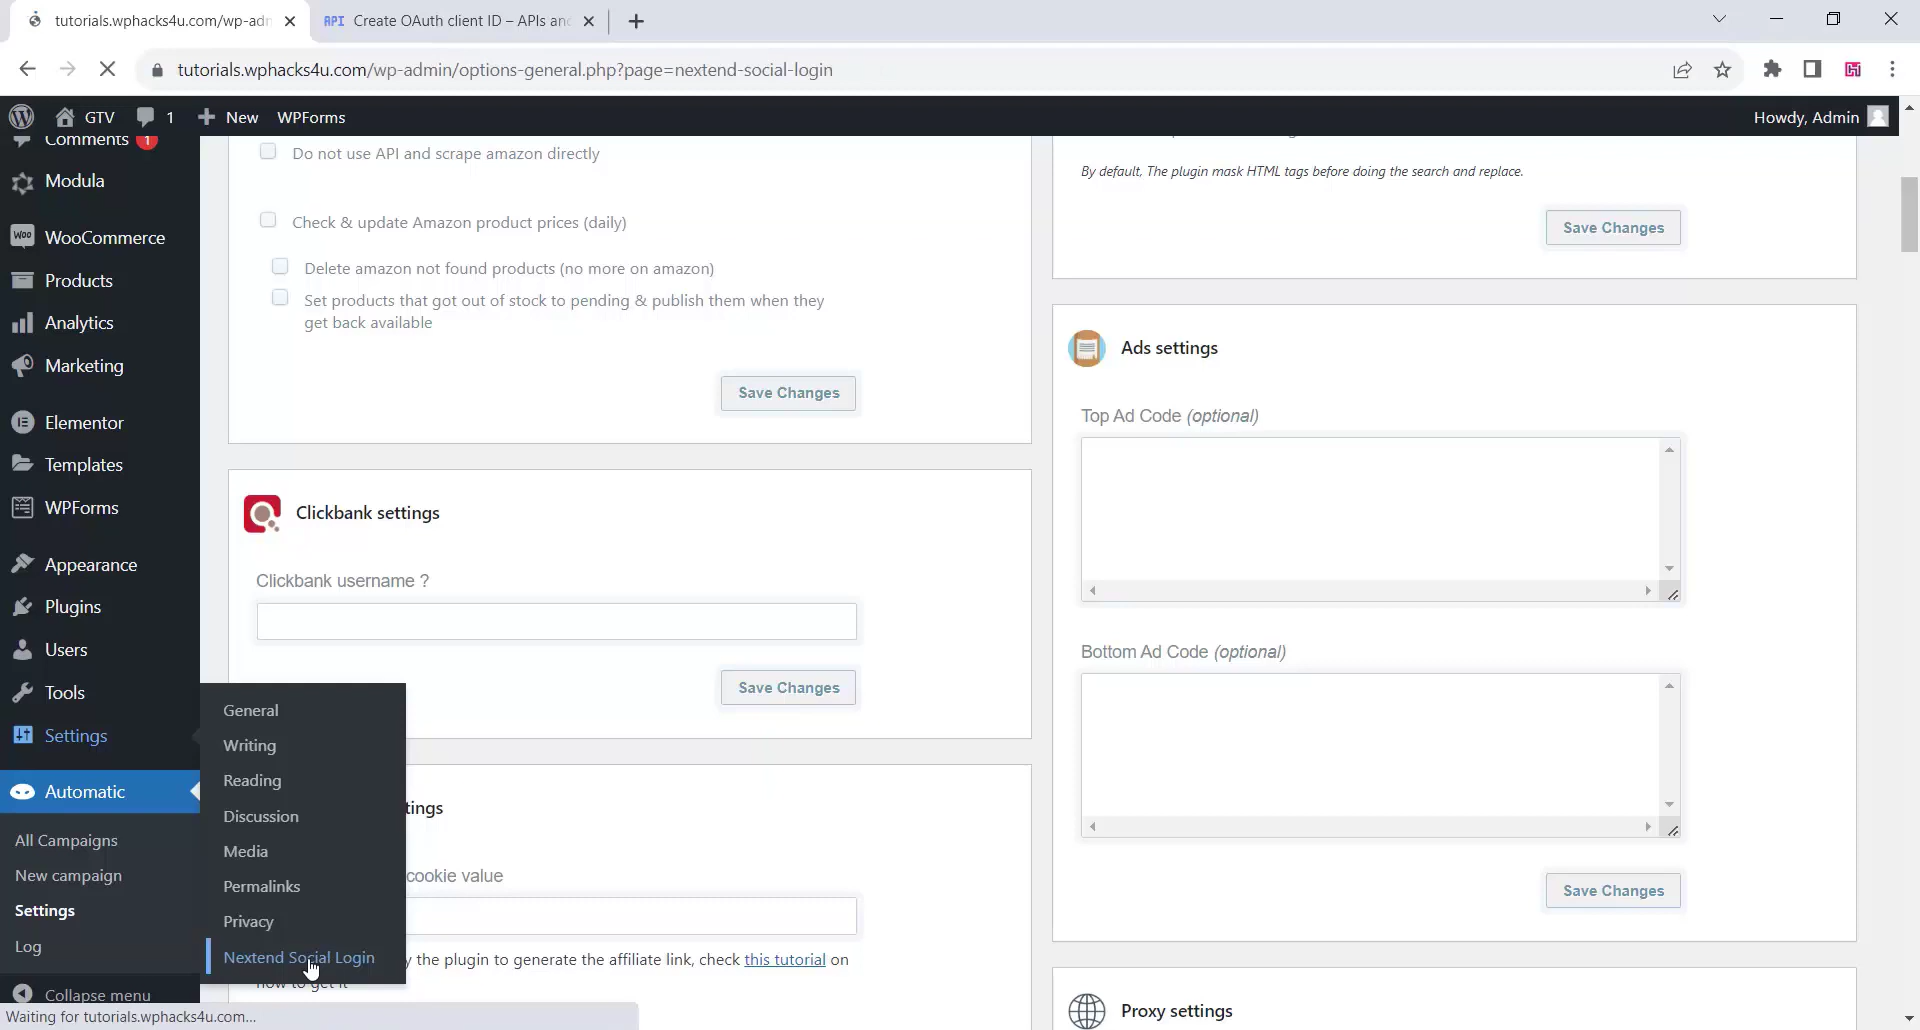 tutorials.wphacks4u.com/wp-adn
API Create OAuth client ID – APIs an
tutorials.wphacks4u.com/wp-admin/options-general.php?page=nextend-social-login
GTV 1 New WPForms
Howdy, Admin
Comments 1
Modula
WooCommerce
Products
Analytics
Marketing
Elementor
Templates
WPForms
Appearance
Plugins
Users
Tools
Settings
Automatic
All Campaigns
New campaign
Settings
Log
Collapse menu
General
Writing
Reading
Discussion
Media
Permalinks
Privacy
Nextend Social Login
Do not use API and scrape amazon directly
Check & update Amazon product prices (daily)
Delete amazon not found products (no more on amazon)
Set products that got out of stock to pending & publish them when they
get back available
Save Changes
Clickbank settings
Clickbank username ?
Save Changes
tings
cookie value
y the plugin to generate the affiliate link, check this tutorial on
how to get it
By default, The plugin mask HTML tags before doing the search and replace.
Save Changes
Ads settings
Top Ad Code (optional)
Bottom Ad Code (optional)
Save Changes
Proxy settings
Waiting for tutorials.wphacks4u.com...